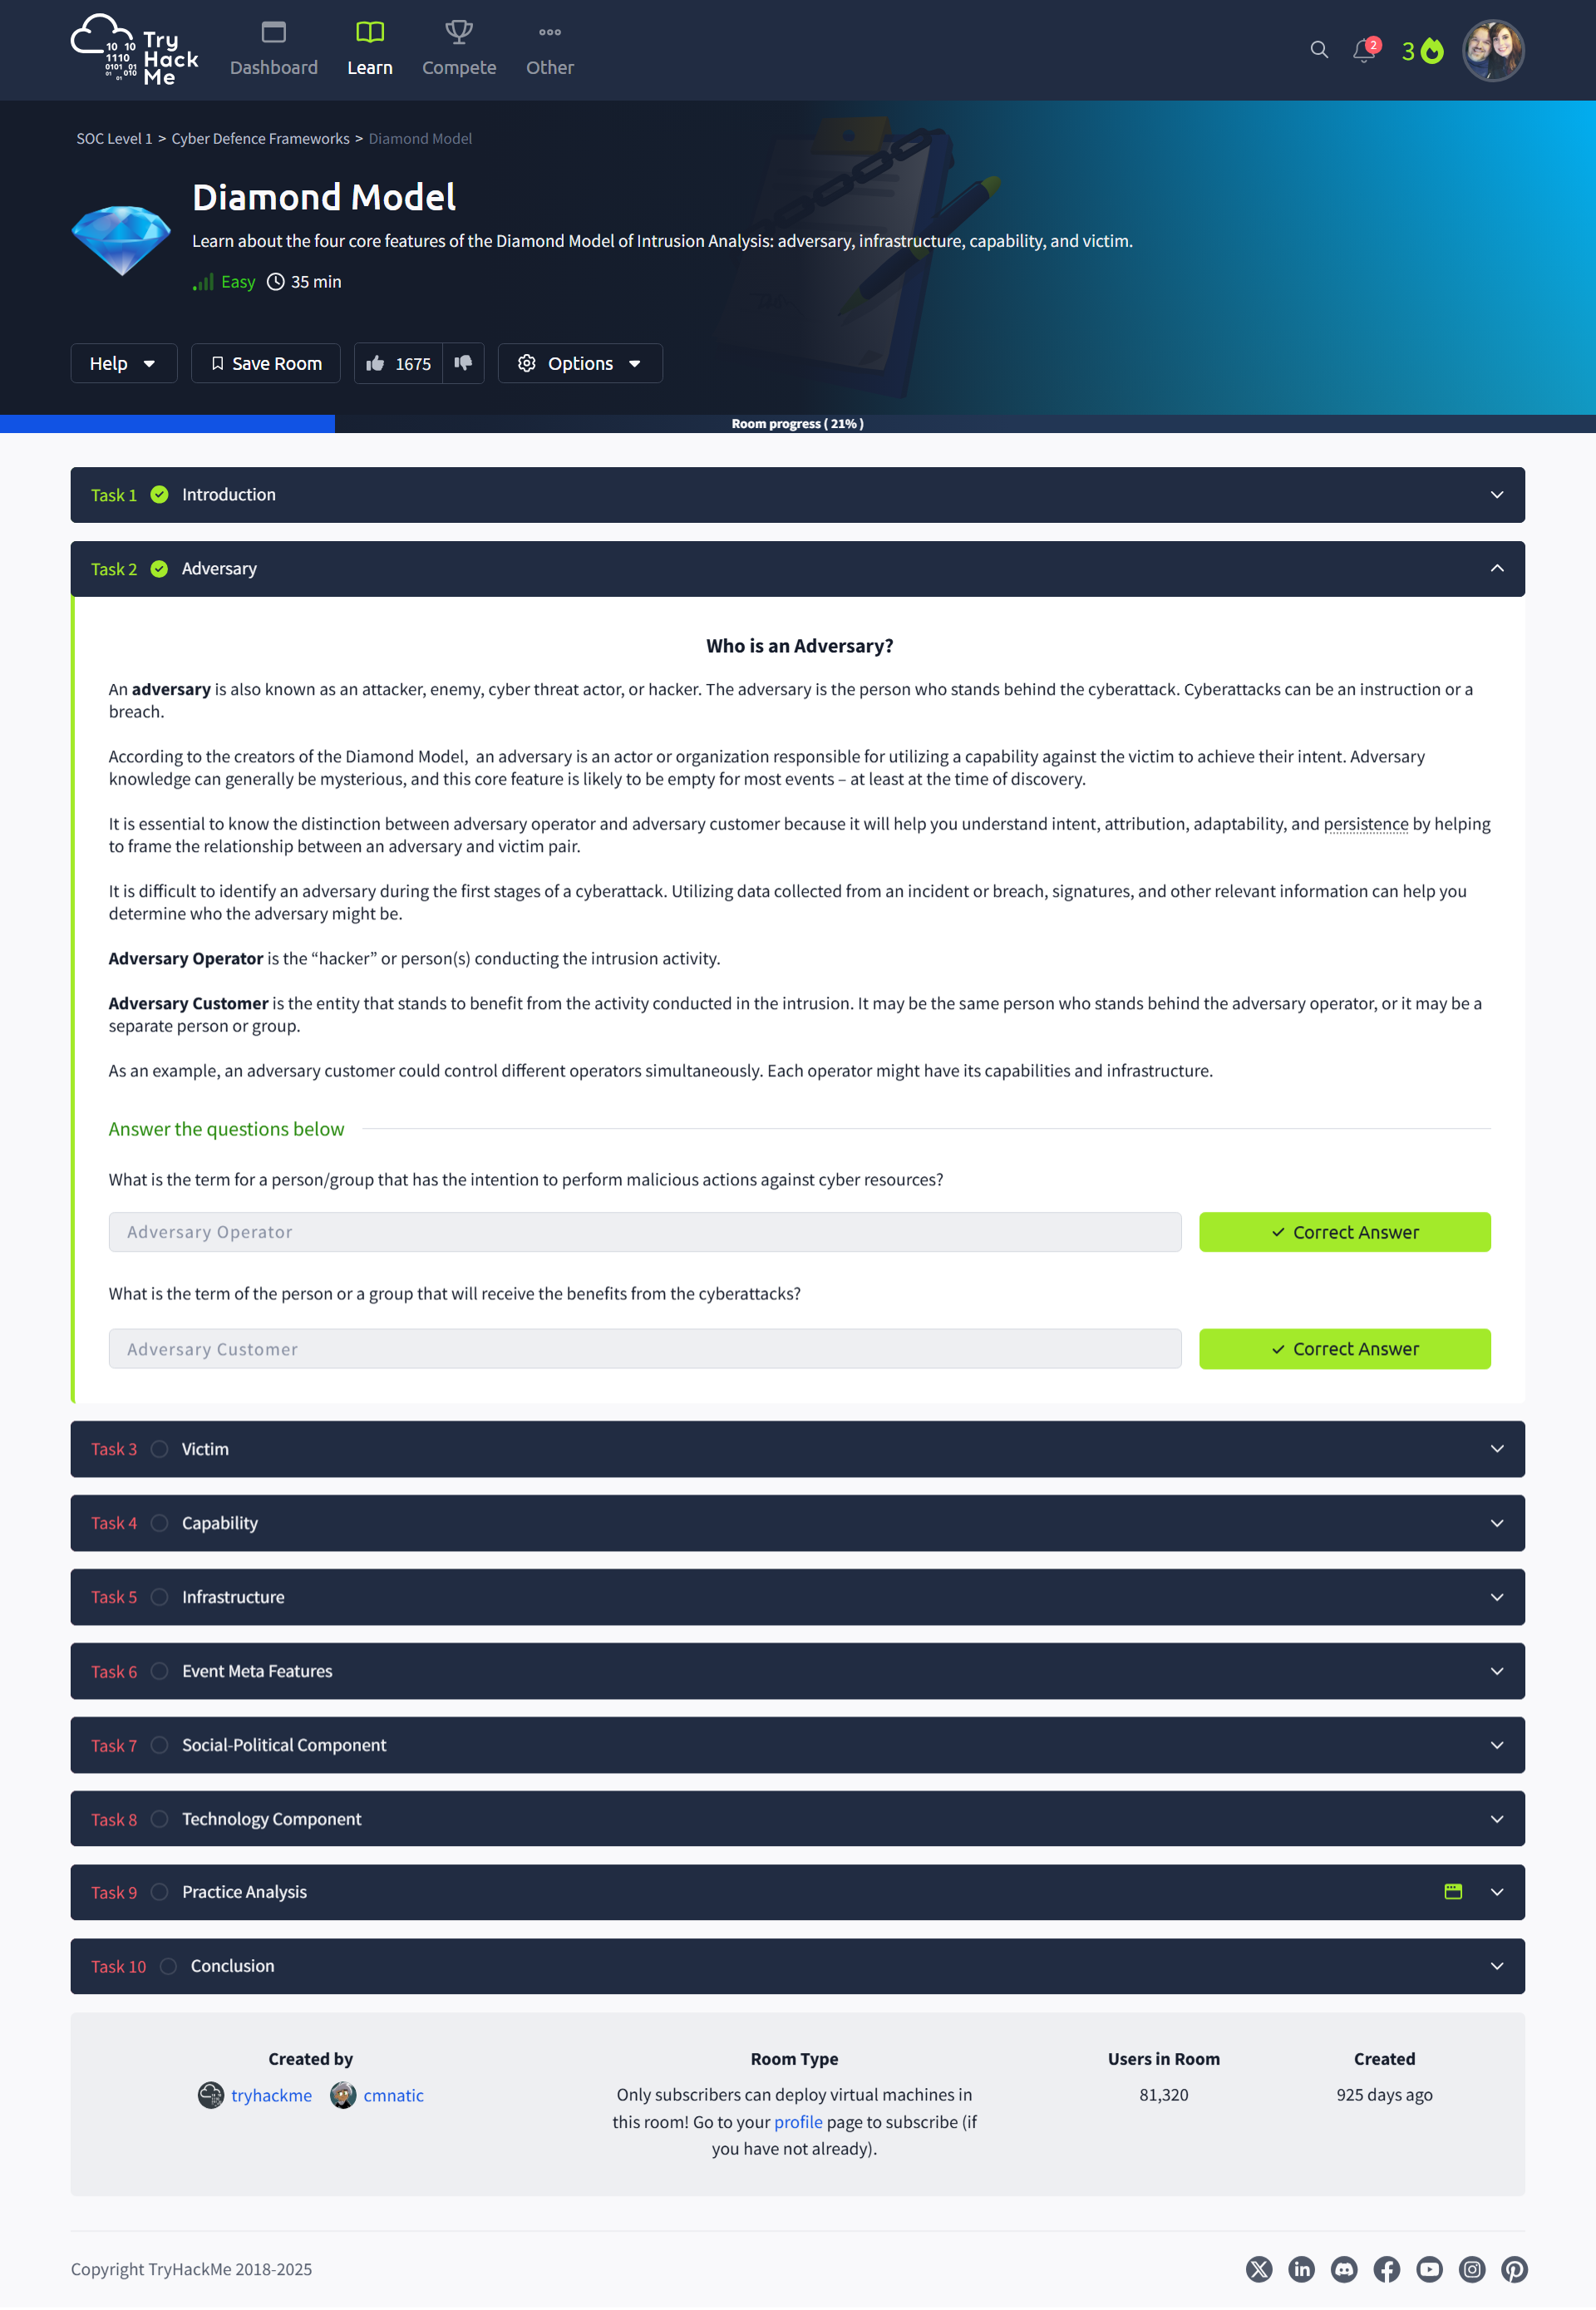 Try
Hack
Me
10 10
1110
0101 01
01 010
Dashboard
Learn
Compete
Other
2
3
SOC Level 1 > Cyber Defence Frameworks > Diamond Model
Diamond Model
Learn about the four core features of the Diamond Model of Intrusion Analysis: adversary, infrastructure, capability, and victim.
Easy 35 min
Help
Save Room
1675
Options
Room progress ( 21% )
Task 1 Introduction
Task 2 Adversary
Who is an Adversary?
An adversary is also known as an attacker, enemy, cyber threat actor, or hacker. The adversary is the person who stands behind the cyberattack. Cyberattacks can be an instruction or a
breach.
According to the creators of the Diamond Model,  an adversary is an actor or organization responsible for utilizing a capability against the victim to achieve their intent. Adversary
knowledge can generally be mysterious, and this core feature is likely to be empty for most events – at least at the time of discovery.
It is essential to know the distinction between adversary operator and adversary customer because it will help you understand intent, attribution, adaptability, and persistence by helping
to frame the relationship between an adversary and victim pair.
It is difficult to identify an adversary during the first stages of a cyberattack. Utilizing data collected from an incident or breach, signatures, and other relevant information can help you
determine who the adversary might be.
Adversary Operator is the “hacker” or person(s) conducting the intrusion activity.
Adversary Customer is the entity that stands to benefit from the activity conducted in the intrusion. It may be the same person who stands behind the adversary operator, or it may be a
separate person or group.
As an example, an adversary customer could control different operators simultaneously. Each operator might have its capabilities and infrastructure.
Answer the questions below
What is the term for a person/group that has the intention to perform malicious actions against cyber resources?
Adversary Operator
Correct Answer
What is the term of the person or a group that will receive the benefits from the cyberattacks?
Adversary Customer
Correct Answer
Task 3 Victim
Task 4 Capability
Task 5 Infrastructure
Task 6 Event Meta Features
Task 7 Social-Political Component
Task 8 Technology Component
Task 9 Practice Analysis
Task 10 Conclusion
Created by
tryhackme cmnatic
Room Type
Only subscribers can deploy virtual machines in
this room! Go to your profile page to subscribe (if
you have not already).
Users in Room
81,320
Created
925 days ago
Copyright TryHackMe 2018-2025